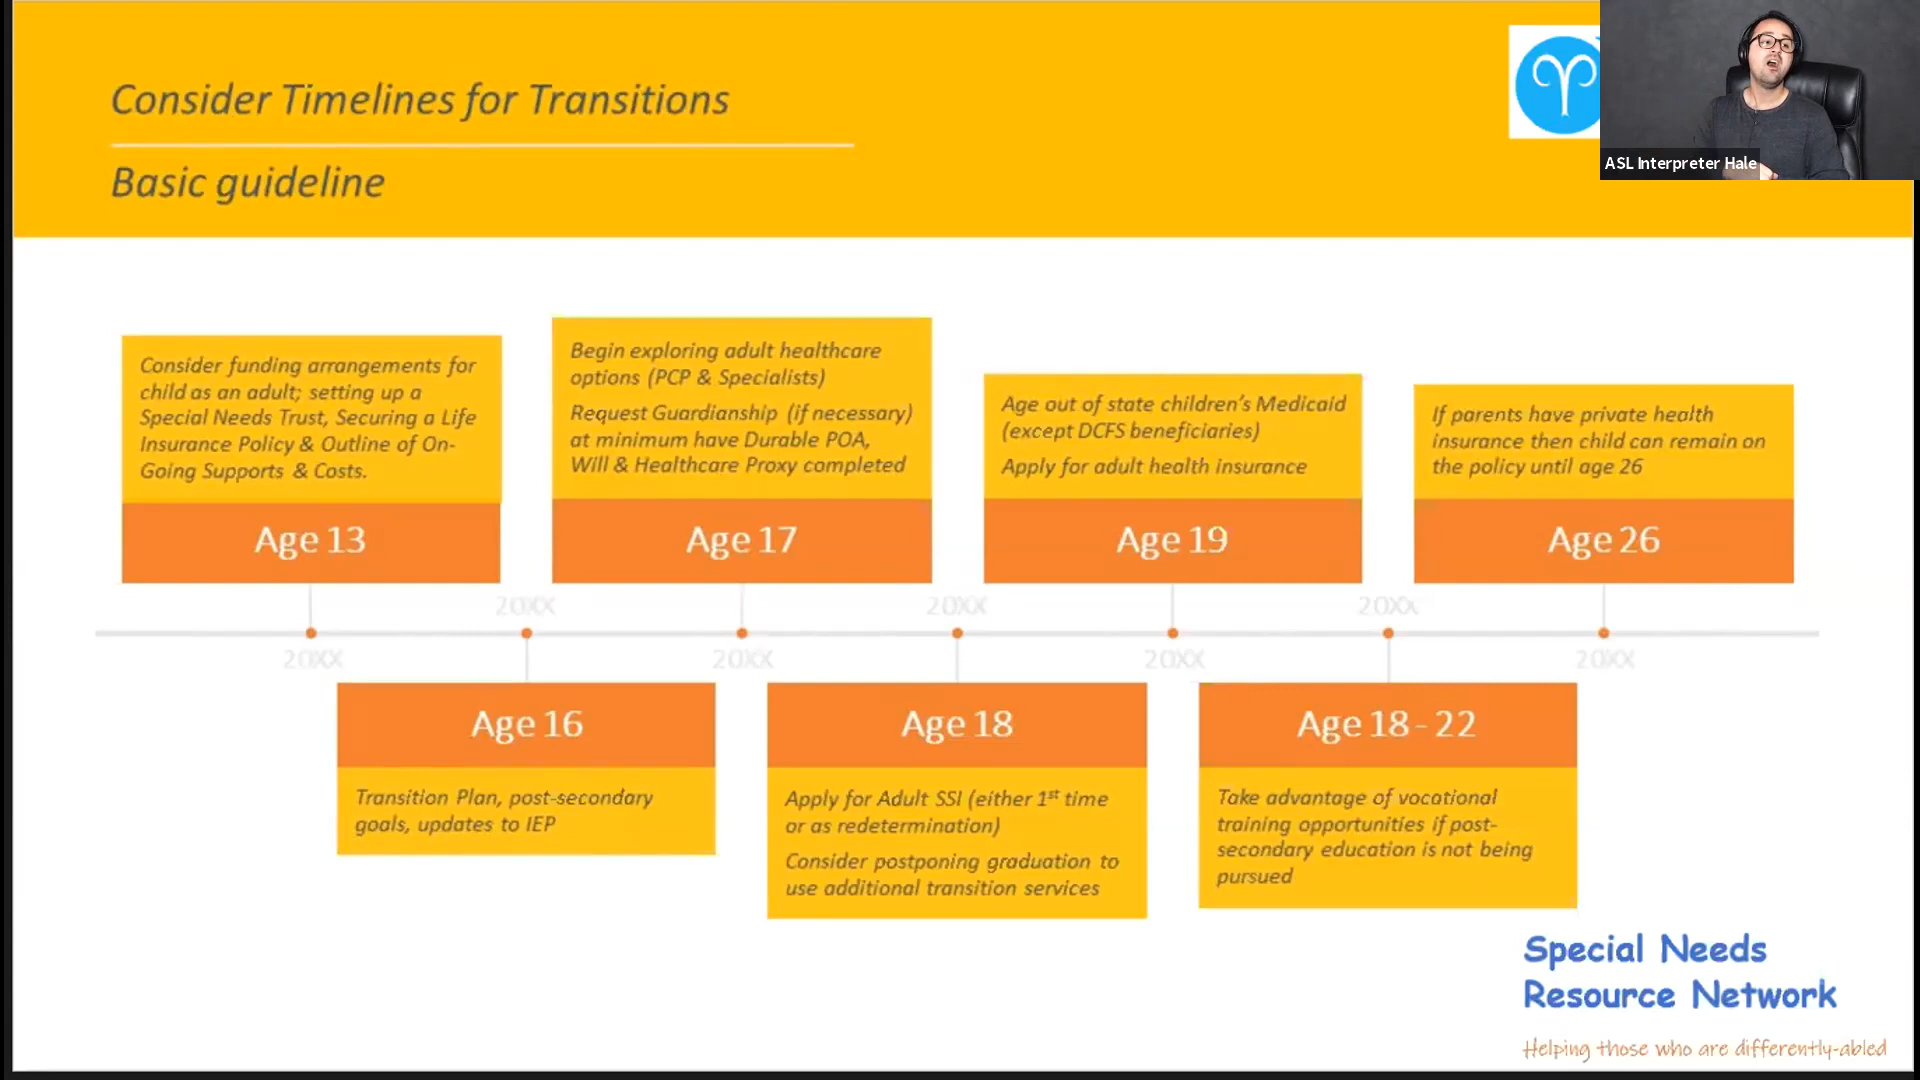 Consider Timelines for Transitions
Basic guideline
ASL Interpreter Hale
Consider funding arrangements for
child as an adult; setting up a
Special Needs Trust, Securing a Life
Insurance Policy & Outline of On-
Going Supports & Costs.
Age 13
Begin exploring adult healthcare
options (PCP & Specialists)
Request Guardianship (if necessary)
at minimum have Durable POA,
Will & Healthcare Proxy completed
Age 17
Age out of state children's Medicaid
(except DCFS beneficiaries)
Apply for adult health insurance
Age 19
If parents have private health
insurance then child can remain on
the policy until age 26
Age 26
20XX
20XX
20XX
20XX
20XX
20XX
20XX
Age 16
Transition Plan, post-secondary
goals, updates to IEP
Age 18
Apply for Adult SSI (either 1st time
or as redetermination)
Consider postponing graduation to
use additional transition services
Age 18 - 22
Take advantage of vocational
training opportunities if post-
secondary education is not being
pursued
Special Needs
Resource Network
Helping those who are differently-abled